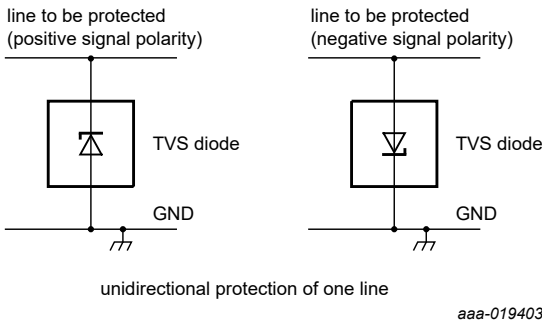 line to be protected
(positive signal polarity)
TVS diode
GND
line to be protected
(negative signal polarity)
TVS diode
GND
unidirectional protection of one line
aaa-019403